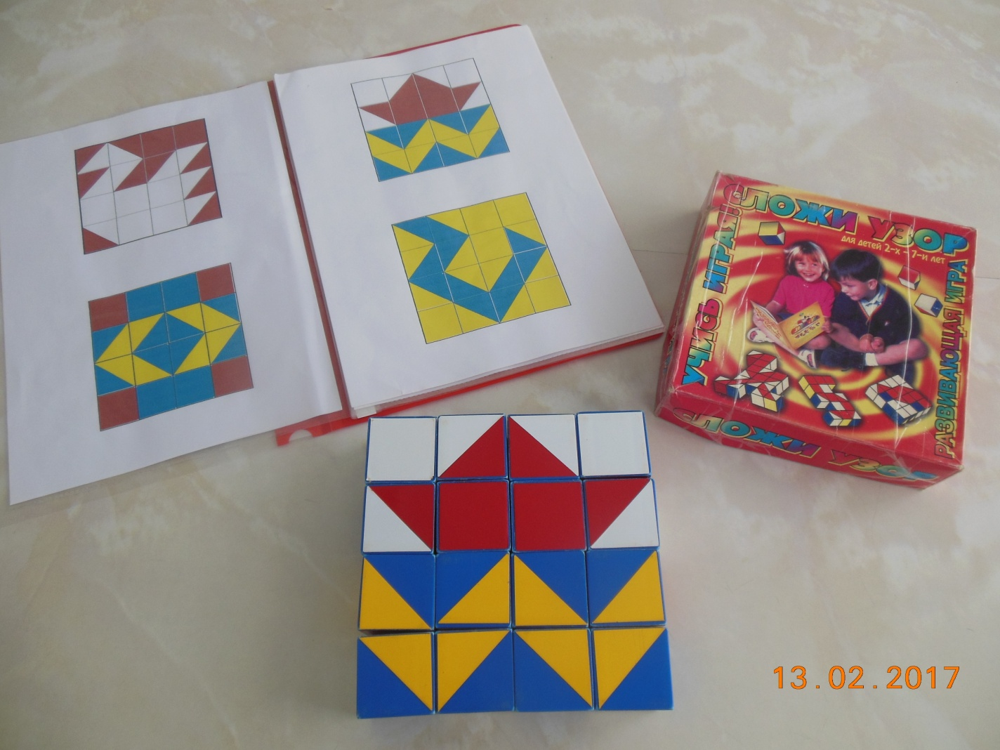 СЛОЖИ УЗОР
для детей 2-х - 7-и лет
УЧИСЬ ИГРАЯ!
РАЗВИВАЮЩАЯ ИГРА
СЛОЖИ УЗОР
13.02.2017